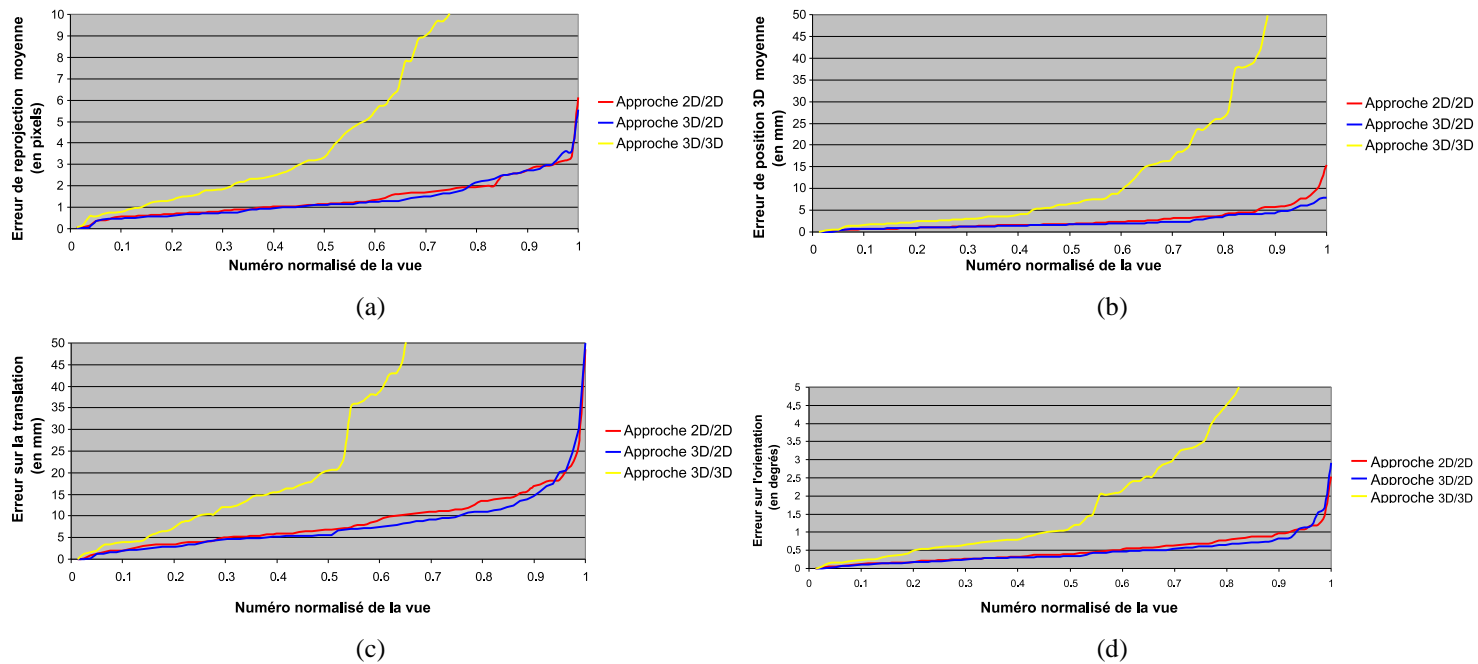 10
9
8
7
6
5
4
3
2
1
0
Erreur de reprojection moyenne
(en pixels)
0 0.1 0.2 0.3 0.4 0.5 0.6 0.7 0.8 0.9 1
Numéro normalisé de la vue
Approche 2D/2D
Approche 3D/2D
Approche 3D/3D
(a)
50
45
40
35
30
25
20
15
10
5
0
Erreur de position 3D moyenne
(en mm)
0 0.1 0.2 0.3 0.4 0.5 0.6 0.7 0.8 0.9 1
Numéro normalisé de la vue
Approche 2D/2D
Approche 3D/2D
Approche 3D/3D
(b)
50
45
40
35
30
25
20
15
10
5
0
Erreur sur la translation
(en mm)
0 0.1 0.2 0.3 0.4 0.5 0.6 0.7 0.8 0.9 1
Numéro normalisé de la vue
Approche 2D/2D
Approche 3D/2D
Approche 3D/3D
(c)
5
4.5
4
3.5
3
2.5
2
1.5
1
0.5
0
Erreur sur l'orientation
(en degrés)
0 0.1 0.2 0.3 0.4 0.5 0.6 0.7 0.8 0.9 1
Numéro normalisé de la vue
Approche 2D/2D
Approche 3D/2D
Approche 3D/3D
(d)